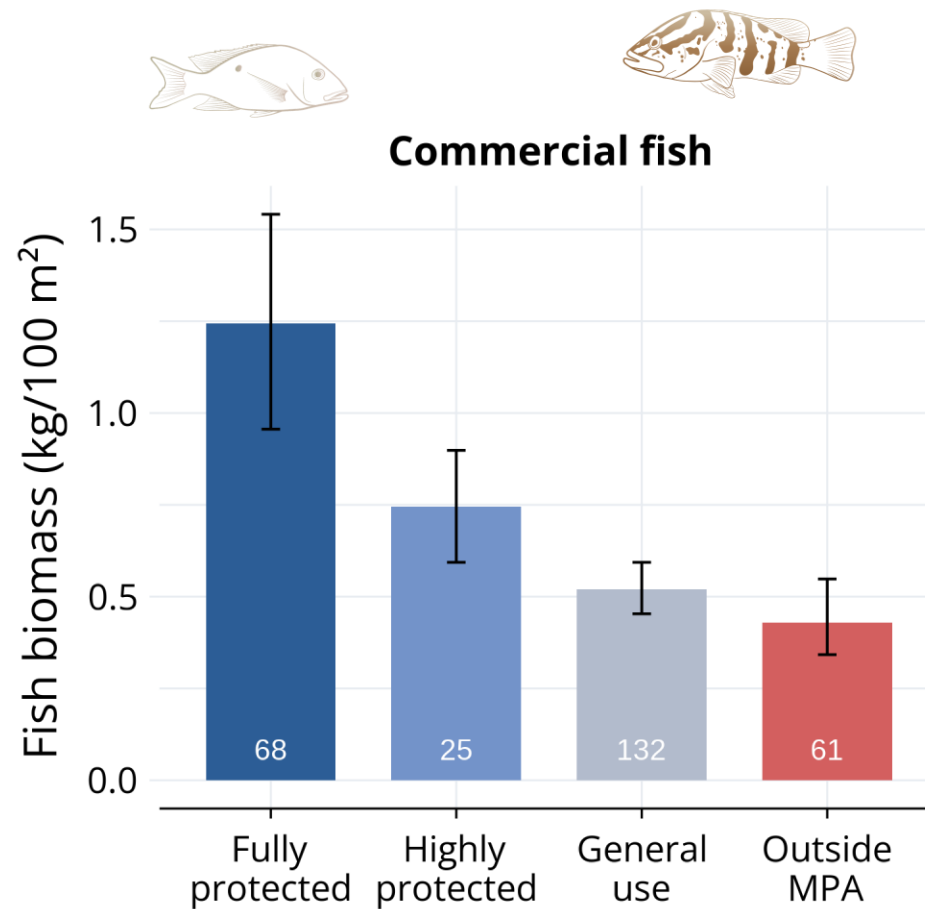 Commercial fish
Fish biomass (kg/100 m²)
1.5
1.0
0.5
0.0
68
25
132
61
Fully
protected
Highly
protected
General
use
Outside
MPA